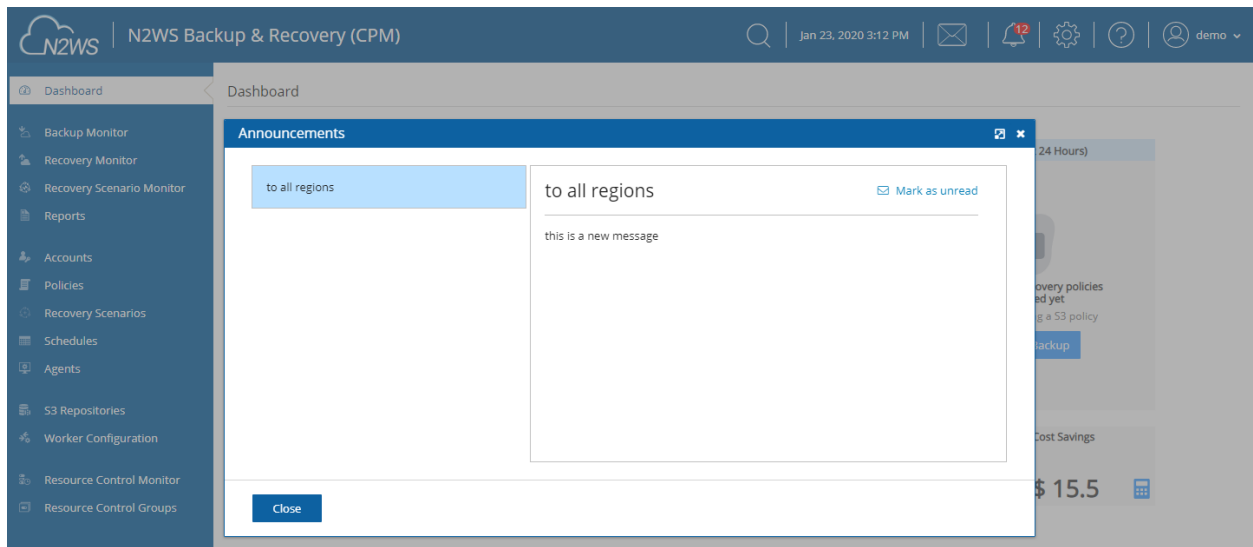 N2WS
N2WS Backup & Recovery (CPM)
Jan 23, 2020 3:12 PM
12
demo
Dashboard
Backup Monitor
Recovery Monitor
Recovery Scenario Monitor
Reports
Accounts
Policies
Recovery Scenarios
Schedules
Agents
S3 Repositories
Worker Configuration
Resource Control Monitor
Resource Control Groups
Dashboard
Announcements
to all regions
to all regions
Mark as unread
this is a new message
Close
24 Hours)
policies
yet
a S3 policy
Cost Savings
$ 15.5